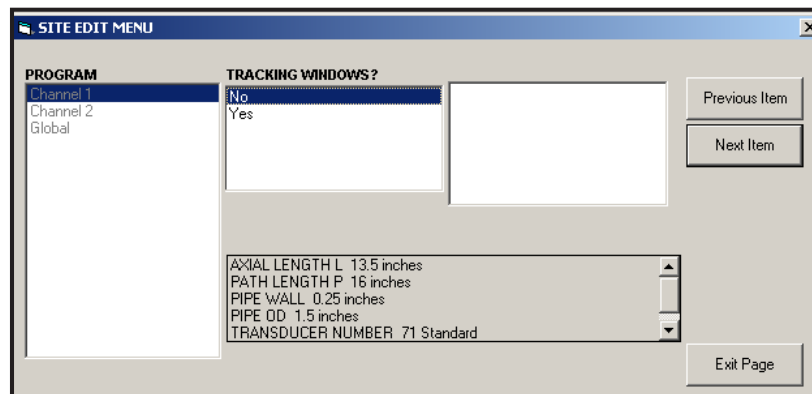 SITE EDIT MENU
PROGRAM
Channel 1
Channel 2
Global
TRACKING WINDOWS?
No
Yes
Previous Item
Next Item
AXIAL LENGTH L 13.5 inches
PATH LENGTH P 16 inches
PIPE WALL 0.25 inches
PIPE OD 1.5 inches
TRANSDUCER NUMBER 71 Standard
Exit Page